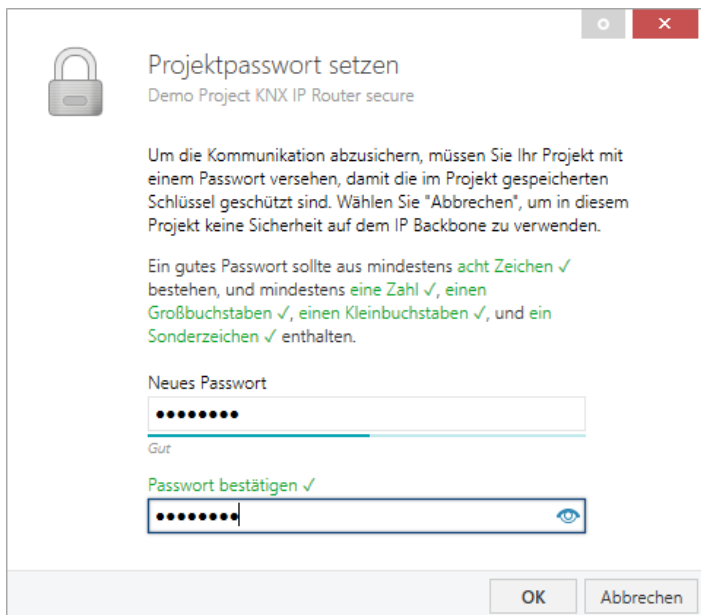 Projektpasswort setzen
Demo Project KNX IP Router secure
Um die Kommunikation abzusichern, müssen Sie Ihr Projekt mit
einem Passwort versehen, damit die im Projekt gespeicherten
Schlüssel geschützt sind. Wählen Sie "Abbrechen", um in diesem
Projekt keine Sicherheit auf dem IP Backbone zu verwenden.
Ein gutes Passwort sollte aus mindestens acht Zeichen ✓
bestehen, und mindestens eine Zahl ✓, einen
Großbuchstaben ✓, einen Kleinbuchstaben ✓, und ein
Sonderzeichen ✓ enthalten.
Neues Passwort
●●●●●●●●
Gut
Passwort bestätigen ✓
●●●●●●●●
OK Abbrechen